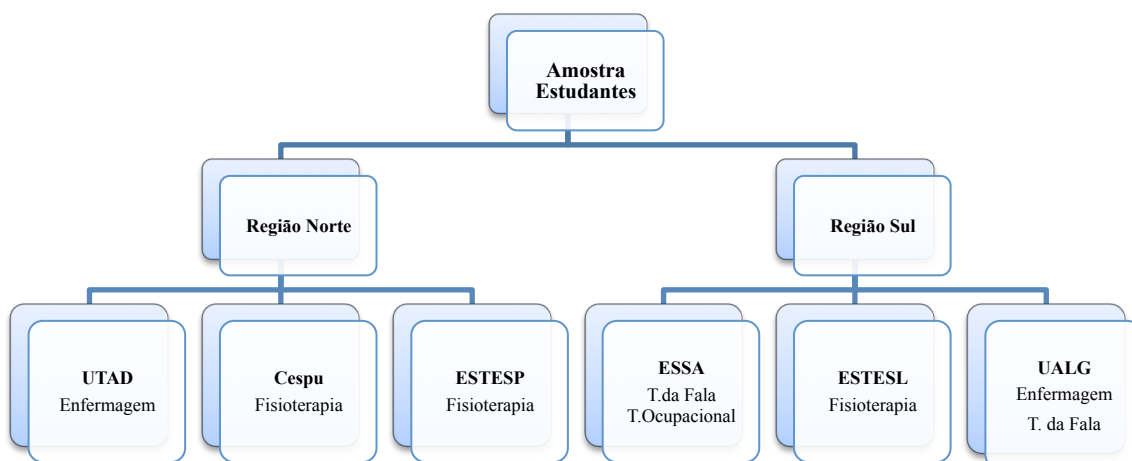 Amostra
Estudantes
Região Norte
Região Sul
UTAD
Enfermagem
Cespu
Fisioterapia
ESTESP
Fisioterapia
ESSA
T.da Fala
T.Ocupacional
ESTESL
Fisioterapia
UALG
Enfermagem
T. da Fala